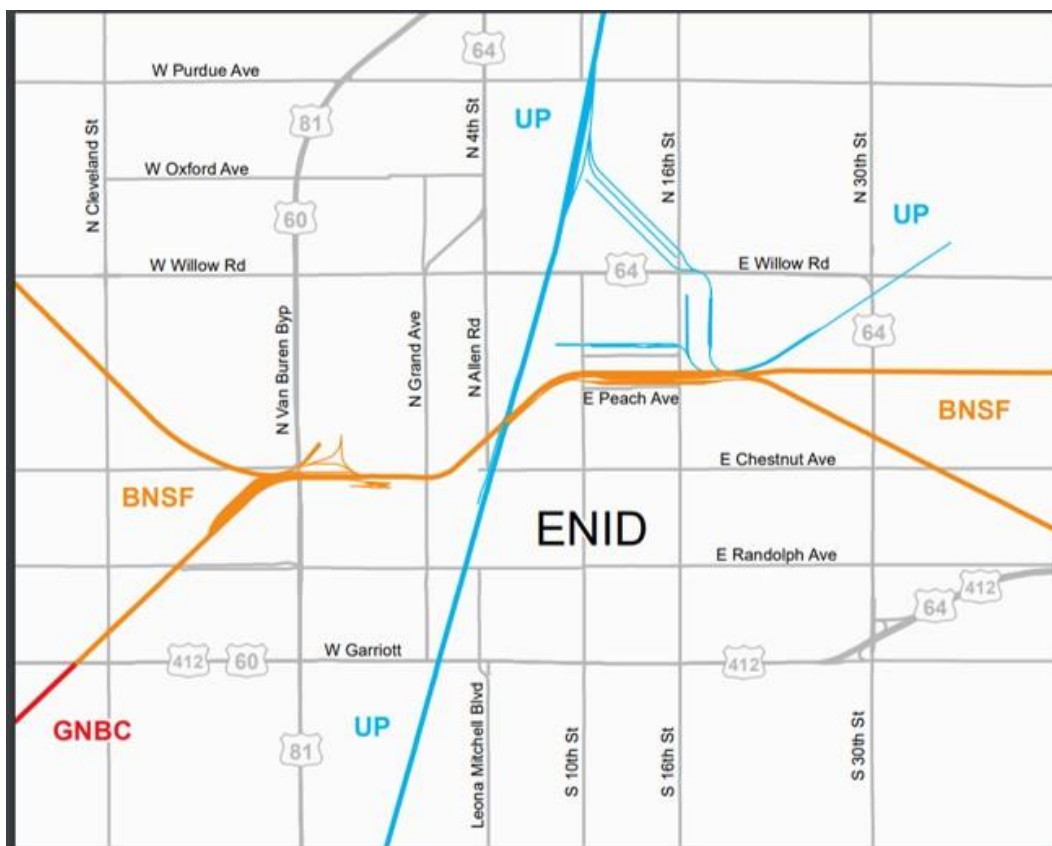 64
W Purdue Ave
81
UP
N 4th St
N Cleveland St
N 16th St
N 30th St
W Oxford Ave
60
UP
W Willow Rd
64
E Willow Rd
64
N Van Buren Byp
N Grand Ave
N Allen Rd
E Peach Ave
BNSF
E Chestnut Ave
BNSF
ENID
E Randolph Ave
412
64
W Garriott
412
60
412
GNBC
UP
81
Leona Mitchell Blvd
S 10th St
S 16th St
S 30th St